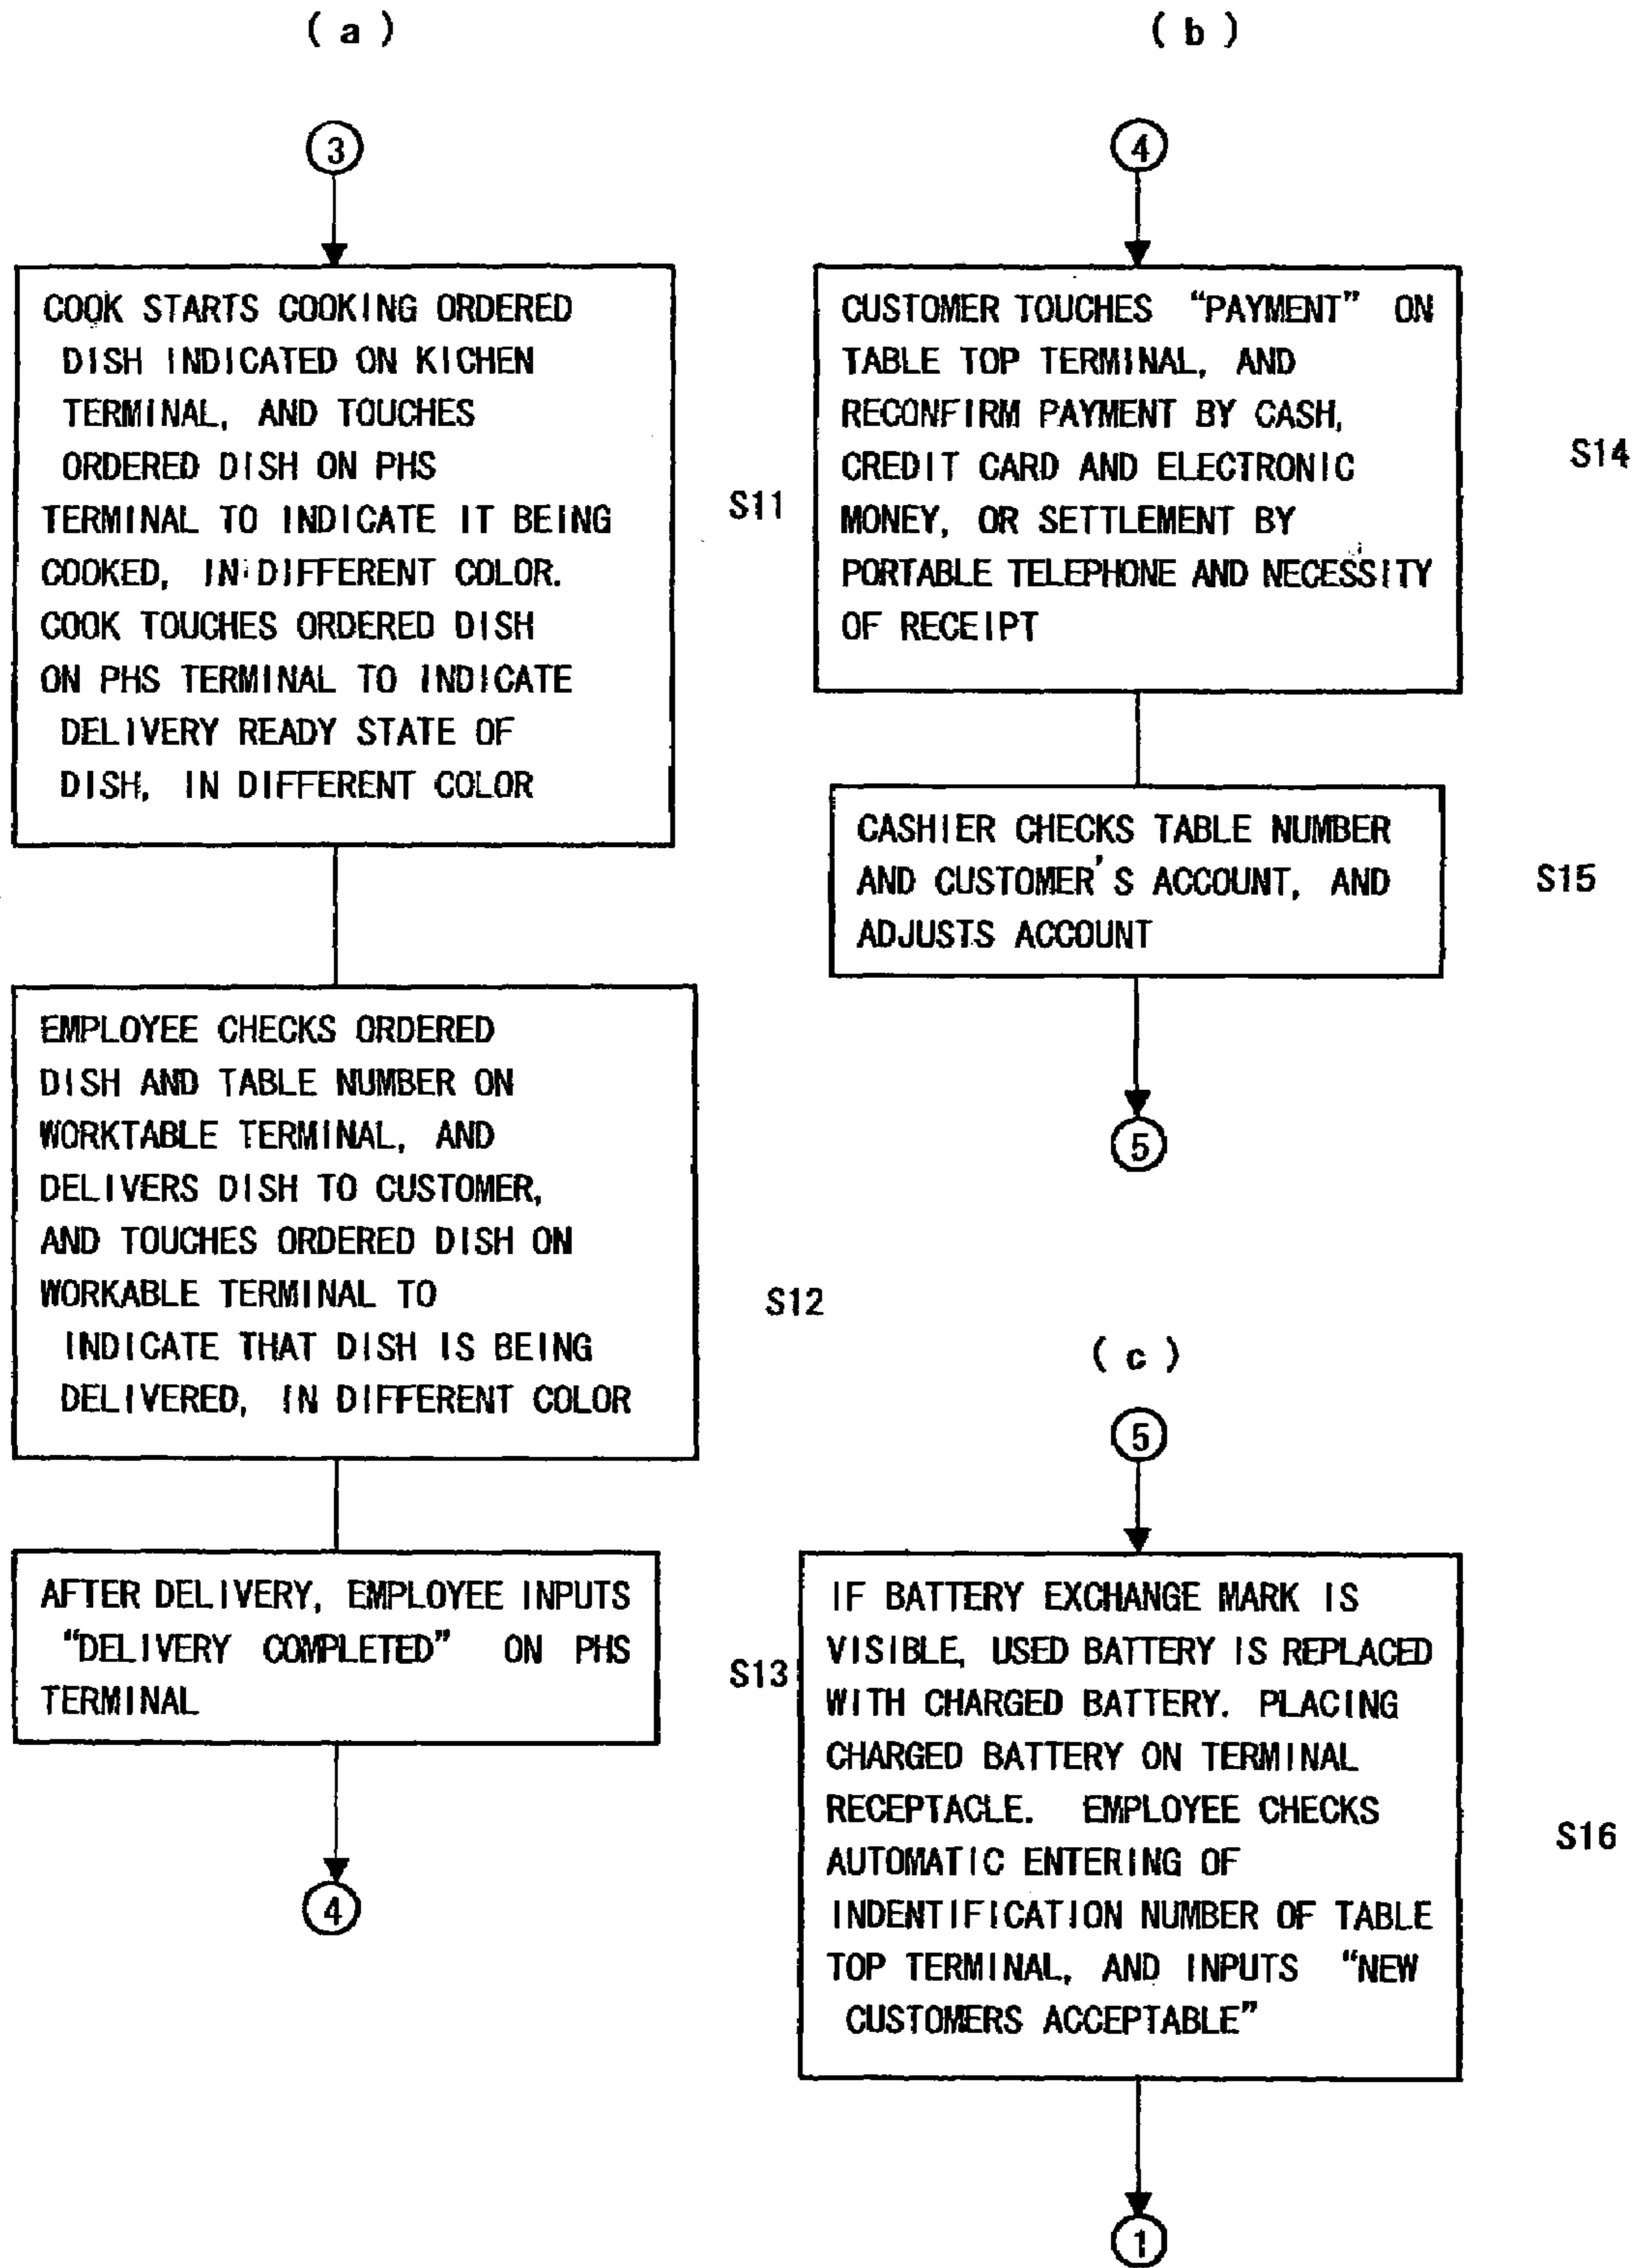 ( a )
3
COOK STARTS COOKING ORDERED
DISH INDICATED ON KICHEN
TERMINAL, AND TOUCHES
ORDERED DISH ON PHS
TERMINAL TO INDICATE IT BEING
COOKED, IN DIFFERENT COLOR.
COOK TOUCHES ORDERED DISH
ON PHS TERMINAL TO INDICATE
DELIVERY READY STATE OF
DISH, IN DIFFERENT COLOR
S11
EMPLOYEE CHECKS ORDERED
DISH AND TABLE NUMBER ON
WORKTABLE TERMINAL, AND
DELIVERS DISH TO CUSTOMER,
AND TOUCHES ORDERED DISH ON
WORKABLE TERMINAL TO
INDICATE THAT DISH IS BEING
DELIVERED, IN DIFFERENT COLOR
S12
AFTER DELIVERY, EMPLOYEE INPUTS
“DELIVERY COMPLETED” ON PHS
TERMINAL
S13
4
( b )
4
CUSTOMER TOUCHES “PAYMENT” ON
TABLE TOP TERMINAL, AND
RECONFIRM PAYMENT BY CASH,
CREDIT CARD AND ELECTRONIC
MONEY, OR SETTLEMENT BY
PORTABLE TELEPHONE AND NECESSITY
OF RECEIPT
S14
CASHIER CHECKS TABLE NUMBER
AND CUSTOMER'S ACCOUNT, AND
ADJUSTS ACCOUNT
S15
5
( c )
5
IF BATTERY EXCHANGE MARK IS
VISIBLE, USED BATTERY IS REPLACED
WITH CHARGED BATTERY. PLACING
CHARGED BATTERY ON TERMINAL
RECEPTACLE. EMPLOYEE CHECKS
AUTOMATIC ENTERING OF
INDENTIFICATION NUMBER OF TABLE
TOP TERMINAL, AND INPUTS “NEW
CUSTOMERS ACCEPTABLE”
S16
1